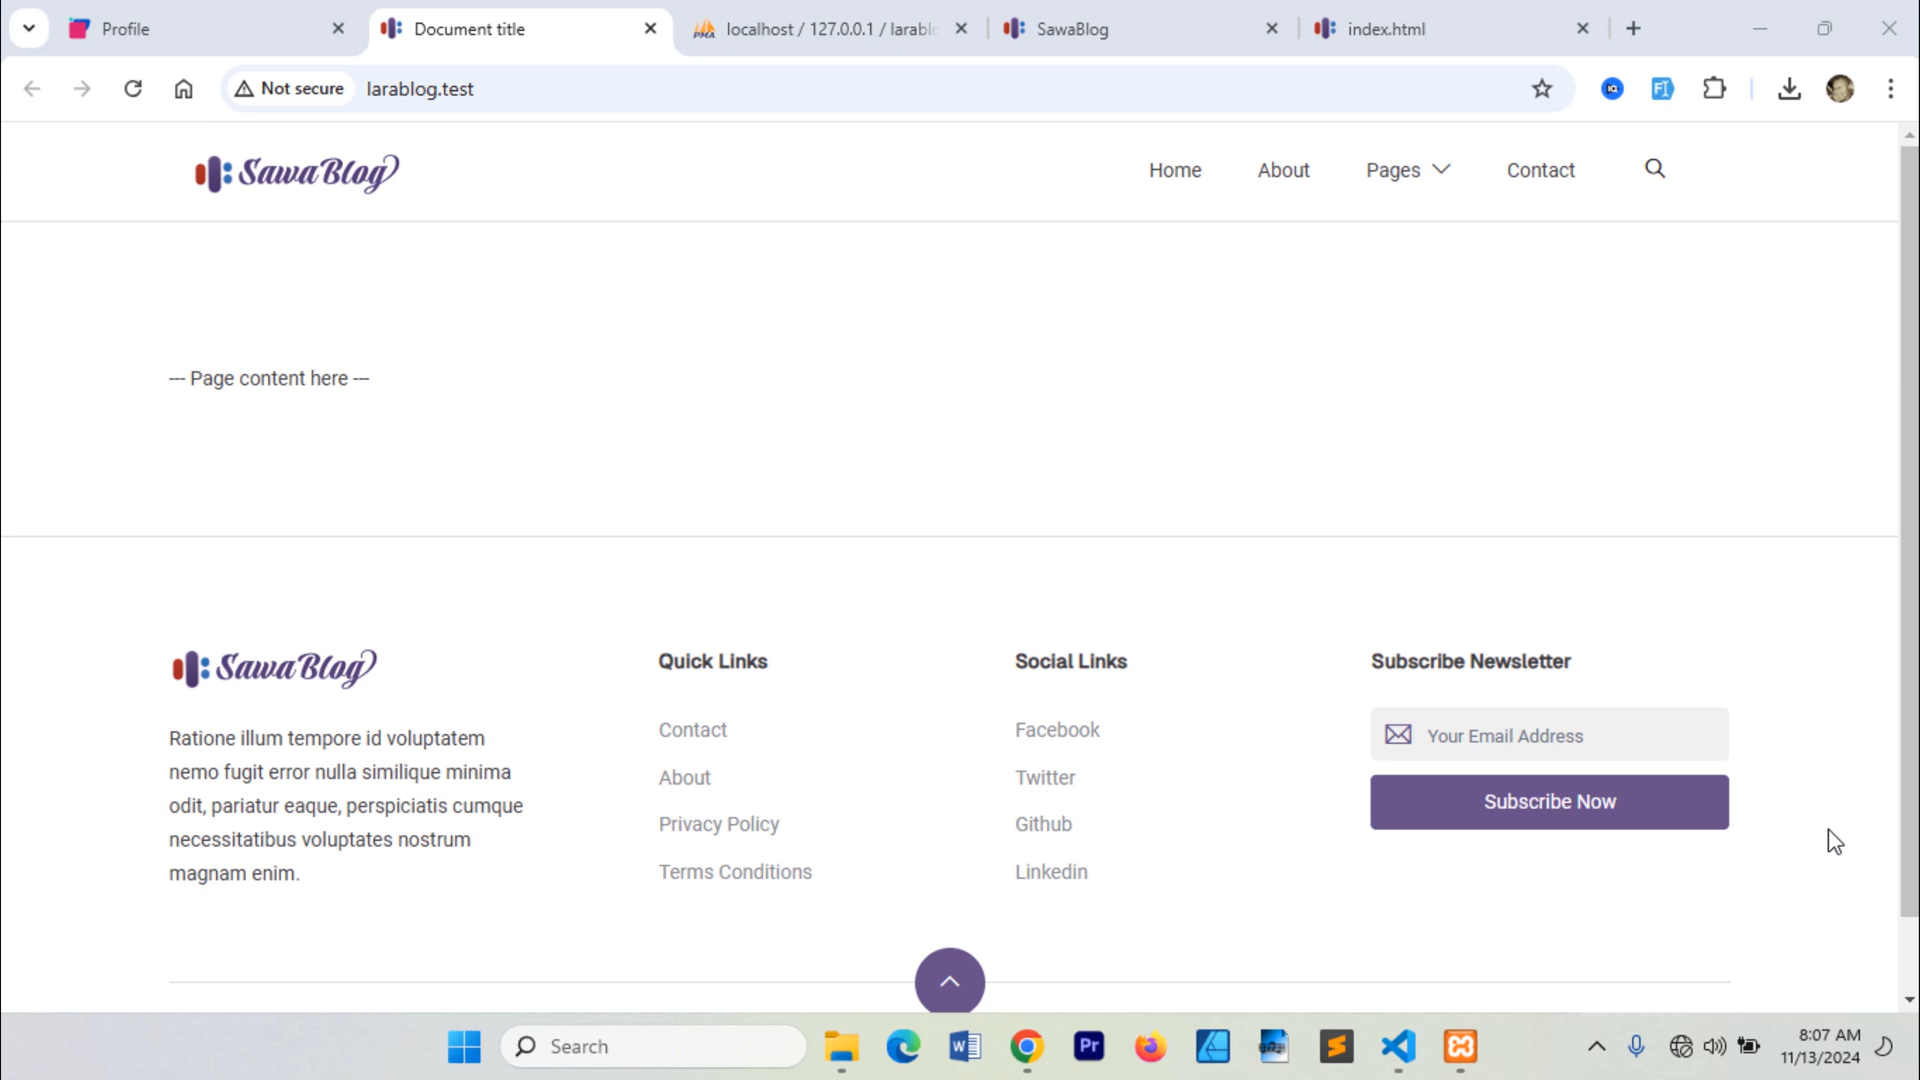 Profile
Document title
localhost / 127.0.0.1 / larablo
SawaBlog
index.html
Not secure
larablog.test
SawaBlog
Home
About
Pages
Contact
--- Page content here ---
SawaBlog
Ratione illum tempore id voluptatem
nemo fugit error nulla similique minima
odit, pariatur eaque, perspiciatis cumque
necessitatibus voluptates nostrum
magnam enim.
Quick Links
Contact
About
Privacy Policy
Terms Conditions
Social Links
Facebook
Twitter
Github
Linkedin
Subscribe Newsletter
Your Email Address
Subscribe Now
Search
Pr
8:07 AM
11/13/2024